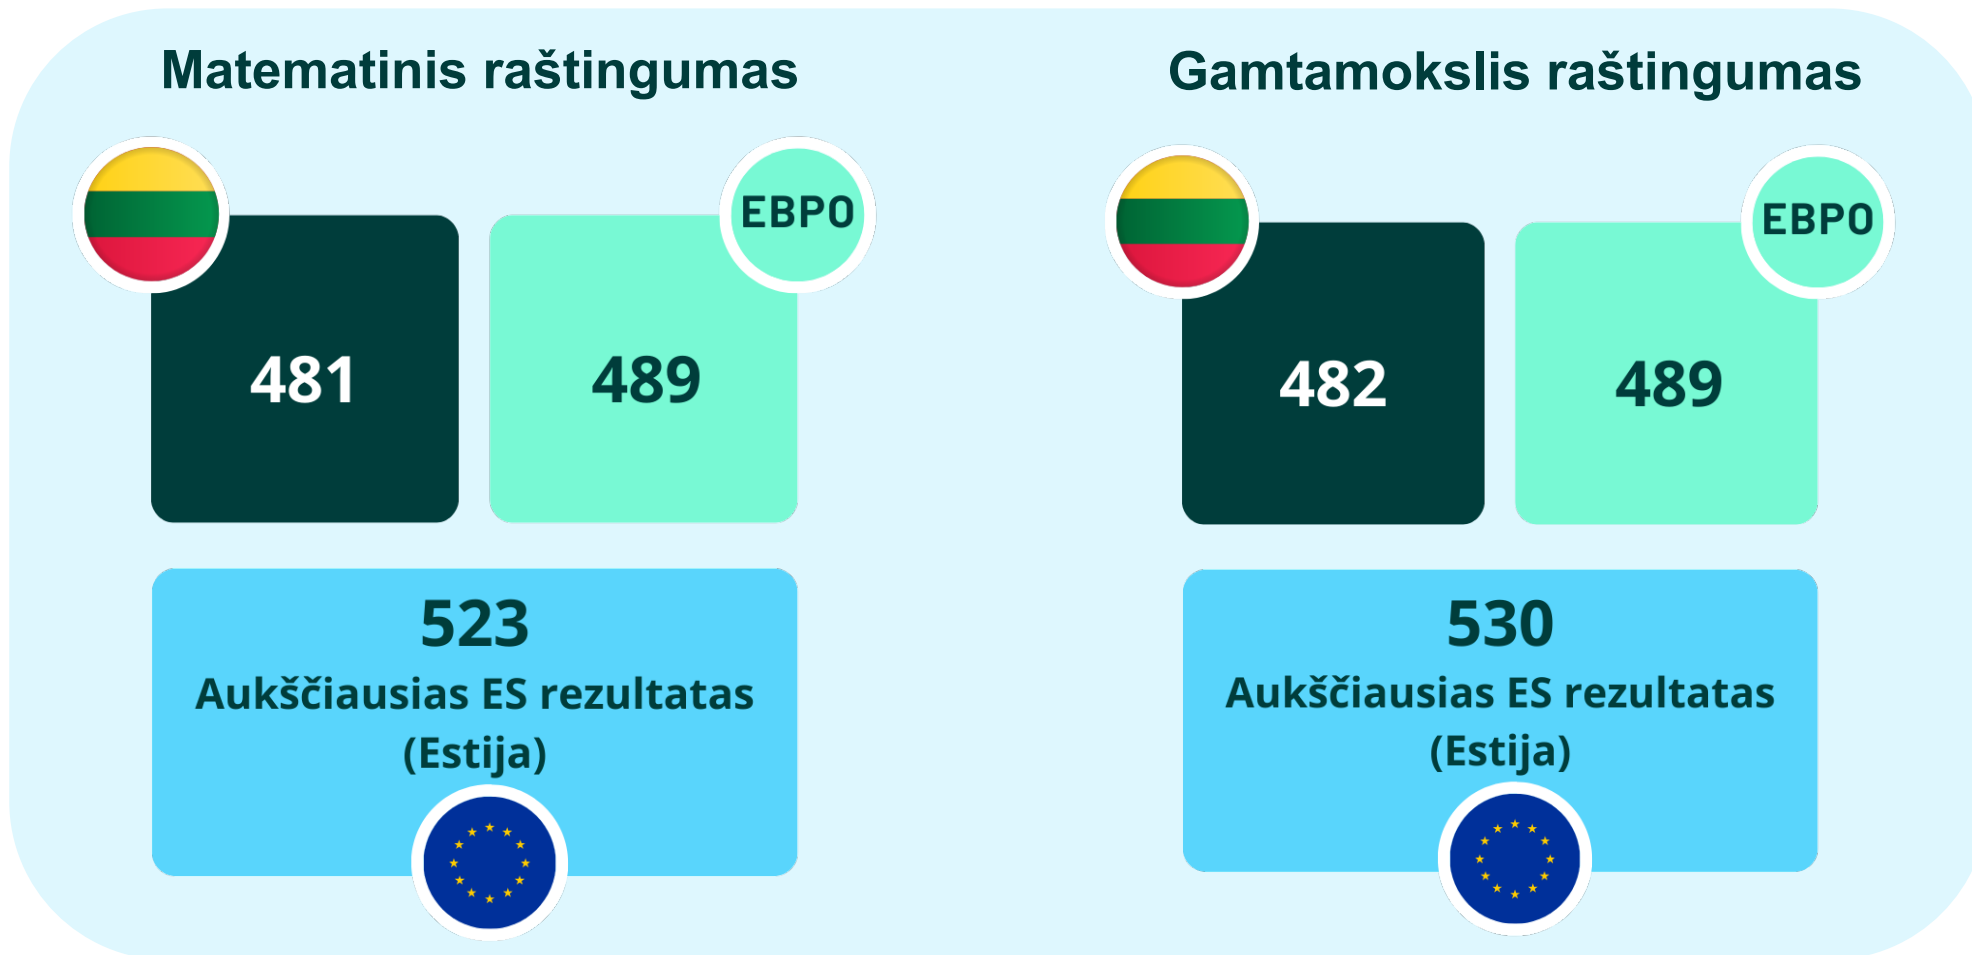 Matematinis raštingumas
EBPO
481
489
523
Aukščiausias ES rezultatas
(Estija)
Gamtamokslis raštingumas
EBPO
482
489
530
Aukščiausias ES rezultatas
(Estija)